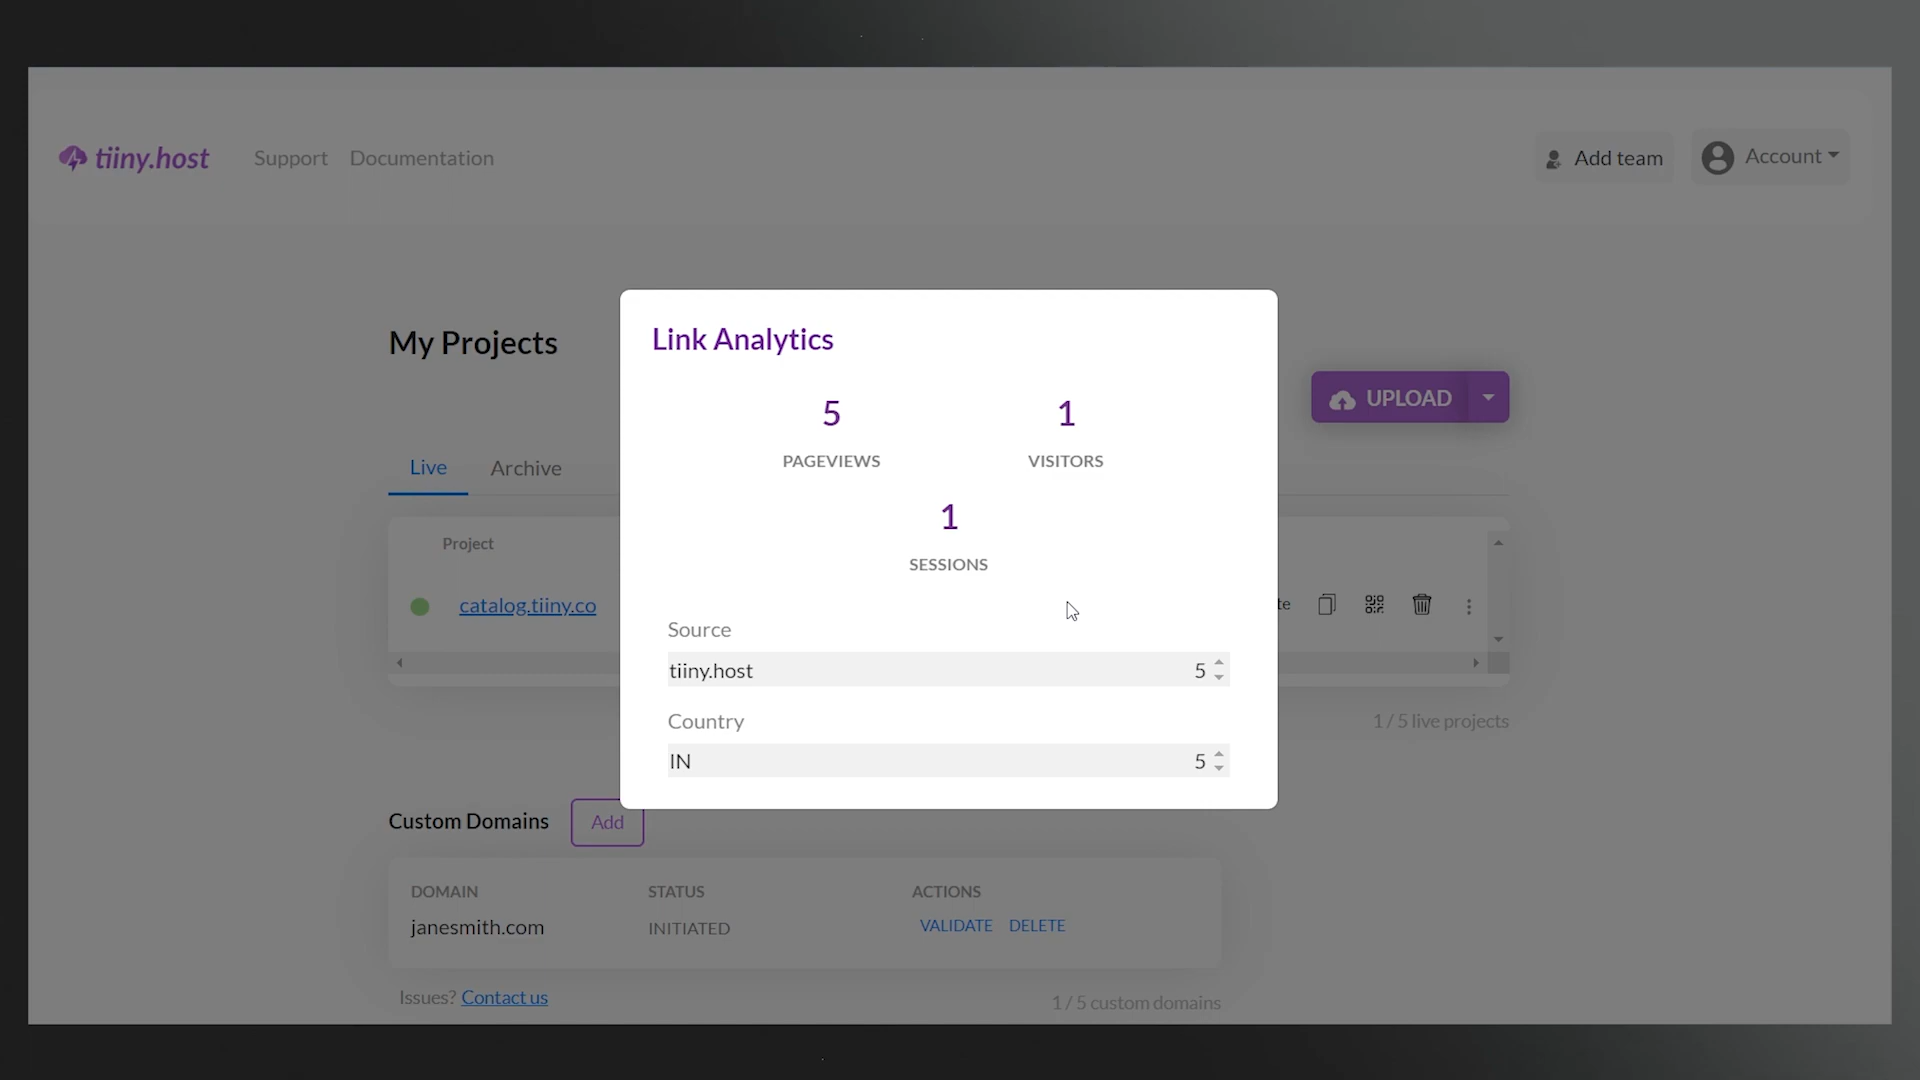 tiiny.host
Support
Documentation
Add team
Account
My Projects
UPLOAD
Live
Archive
Project
catalog.tiiny.co
te
1 / 5 live projects
Link Analytics
5
PAGEVIEWS
1
VISITORS
1
SESSIONS
Source
tiiny.host 5
Country
IN 5
Custom Domains
Add
DOMAIN STATUS ACTIONS
janesmith.com INITIATED VALIDATE DELETE
Issues? Contact us
1 / 5 custom domains